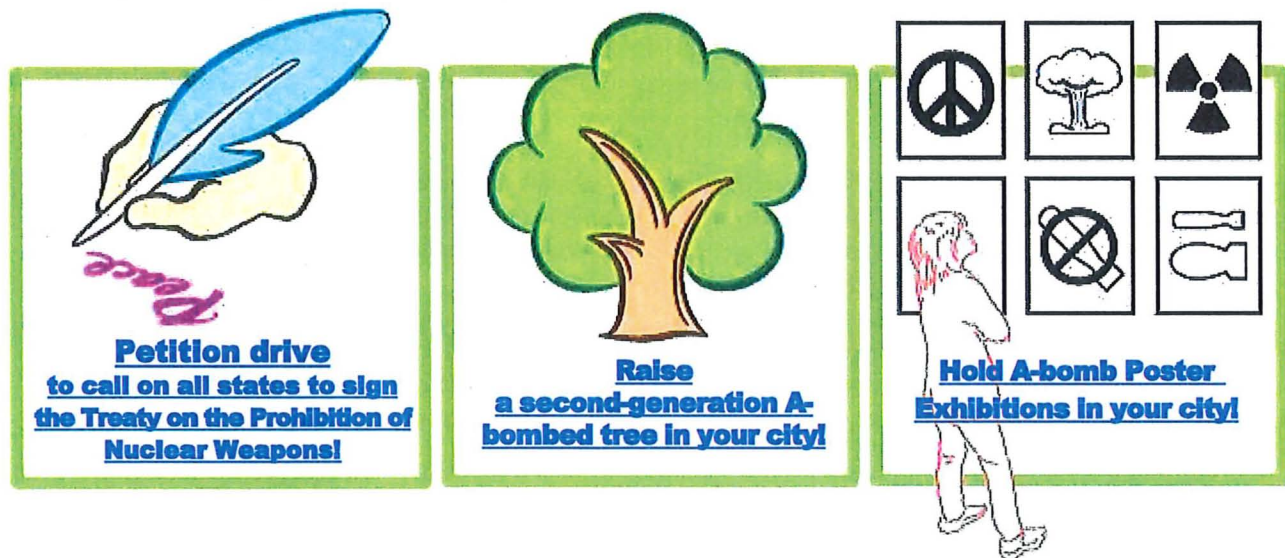 Peace
Petition drive
to call on all states to sign
the Treaty on the Prohibition of
Nuclear Weapons!
Raise
a second-generation A-
bombed tree in your city!
Hold A-bomb Poster
Exhibitions in your city!